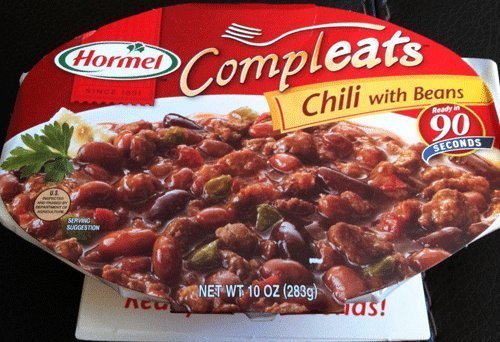 Hormel
SINCE 1891
Compleats
Chili with Beans
Ready in
90
SECONDS
U.S.
INSPECTED
AND PASSED BY
DEPARTMENT OF
AGRICULTURE
SERVING
SUGGESTION
NET WT 10 OZ (283g)